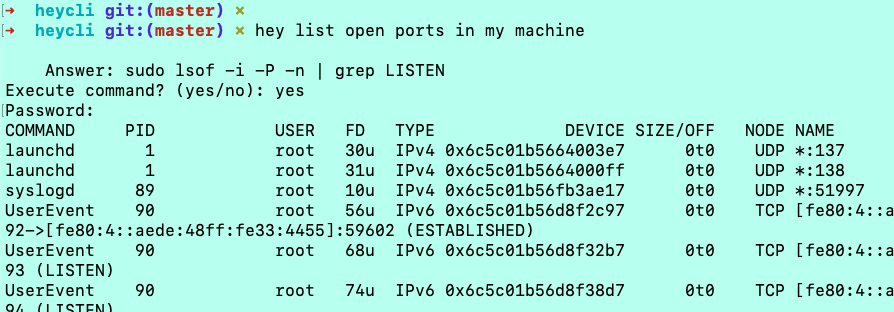 [➜  heycli git:(master) ✗
[➜  heycli git:(master) ✗ hey list open ports in my machine
Answer: sudo lsof -i -P -n | grep LISTEN
Execute command? (yes/no): yes
[Password:
COMMAND     PID            USER   FD   TYPE             DEVICE SIZE/OFF   NODE NAME
launchd       1            root   30u  IPv4 0x6c5c01b5664003e7      0t0    UDP *:137
launchd       1            root   31u  IPv4 0x6c5c01b5664000ff      0t0    UDP *:138
syslogd      89            root   10u  IPv4 0x6c5c01b56fb3ae17      0t0    UDP *:51997
UserEvent    90            root   56u  IPv6 0x6c5c01b56d8f2c97      0t0    TCP [fe80:4::a
92->[fe80:4::aede:48ff:fe33:4455]:59602 (ESTABLISHED)
UserEvent    90            root   68u  IPv6 0x6c5c01b56d8f32b7      0t0    TCP [fe80:4::a
93 (LISTEN)
UserEvent    90            root   74u  IPv6 0x6c5c01b56d8f38d7      0t0    TCP [fe80:4::a
94 (LISTEN)